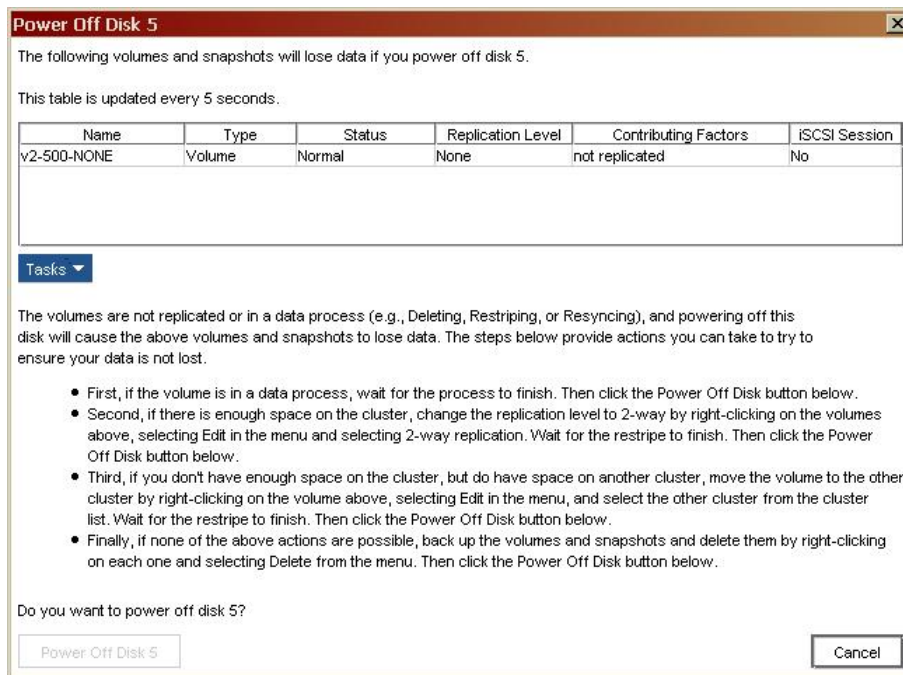 Power Off Disk 5
The following volumes and snapshots will lose data if you power off disk 5.
This table is updated every 5 seconds.
Name Type Status Replication Level Contributing Factors iSCSI Session
v2-500-NONE Volume Normal None not replicated No
Tasks
The volumes are not replicated or in a data process (e.g., Deleting, Restriping, or Resyncing), and powering off this
disk will cause the above volumes and snapshots to lose data. The steps below provide actions you can take to try to
ensure your data is not lost.
• First, if the volume is in a data process, wait for the process to finish. Then click the Power Off Disk button below.
• Second, if there is enough space on the cluster, change the replication level to 2-way by right-clicking on the volumes
above, selecting Edit in the menu and selecting 2-way replication. Wait for the restripe to finish. Then click the Power
Off Disk button below.
• Third, if you don't have enough space on the cluster, but do have space on another cluster, move the volume to the other
cluster by right-clicking on the volume above, selecting Edit in the menu, and select the other cluster from the cluster
list. Wait for the restripe to finish. Then click the Power Off Disk button below.
• Finally, if none of the above actions are possible, back up the volumes and snapshots and delete them by right-clicking
on each one and selecting Delete from the menu. Then click the Power Off Disk button below.
Do you want to power off disk 5?
Power Off Disk 5 Cancel